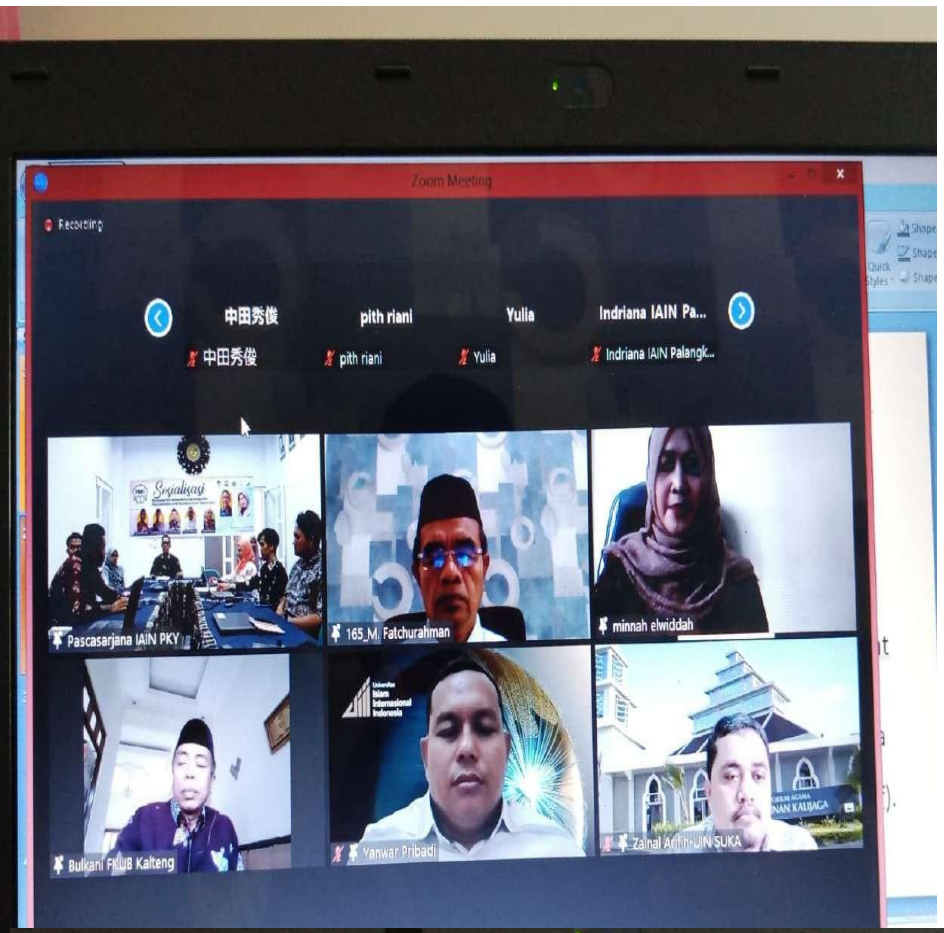 Zoom Meeting
Recording
Shape
Shape
Shape
Quick
Styles
中田秀俊
pith riani
Yulia
Indriana IAIN Pa...
中田秀俊
pith riani
Yulia
Indriana IAIN Palangk...
Sosialisasi
Pascasarjana IAIN PKY
165_M. Fatchurahman
minnah elwiddah
Universitas
Islam
Internasional
Indonesia
NAN KALIJAGA
Bulkani FKUB Kalteng
Yanwar Pribadi
Zainal Arifin-UIN SUKA